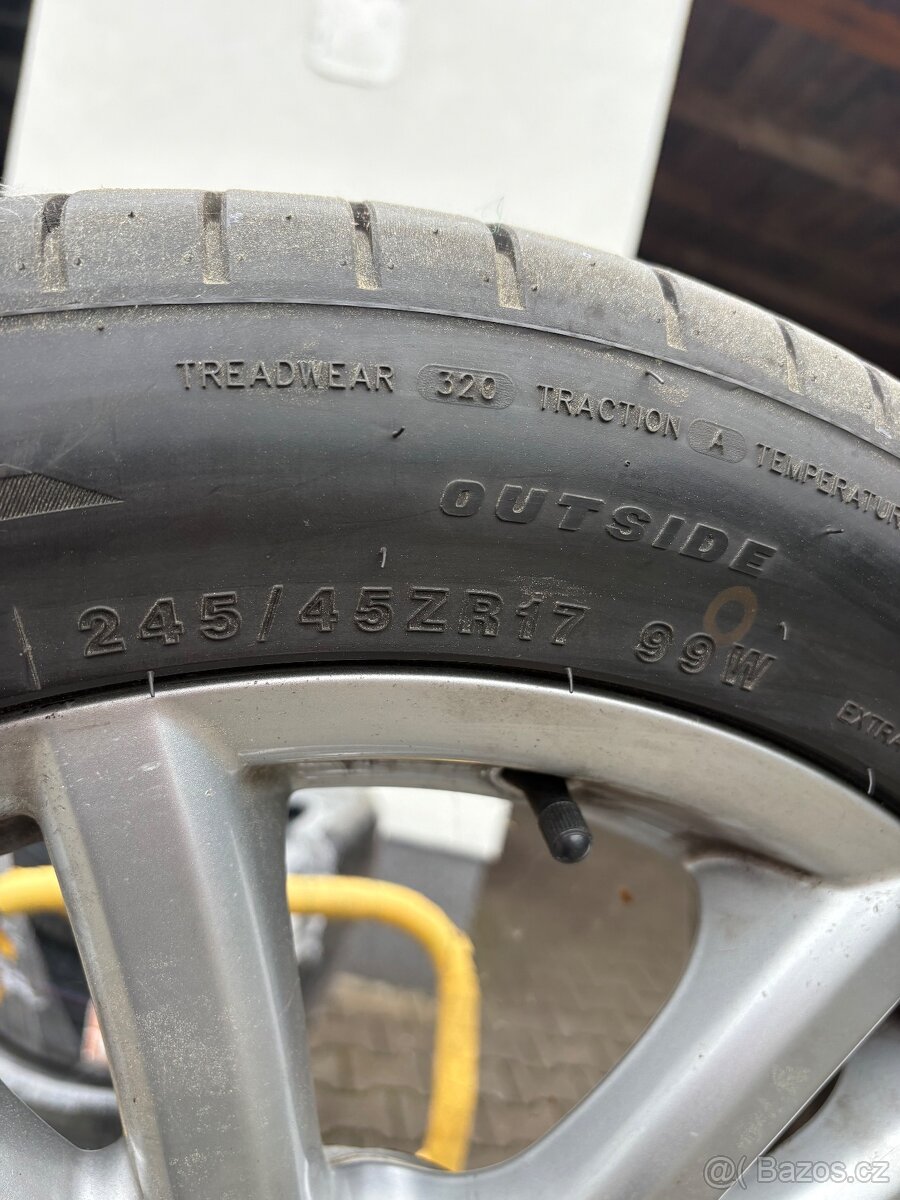 TREADWEAR 320 TRACTION A TEMPERATUR
OUTSIDE
245/45ZR17 99W
EXTRA
@( Bazos.cz